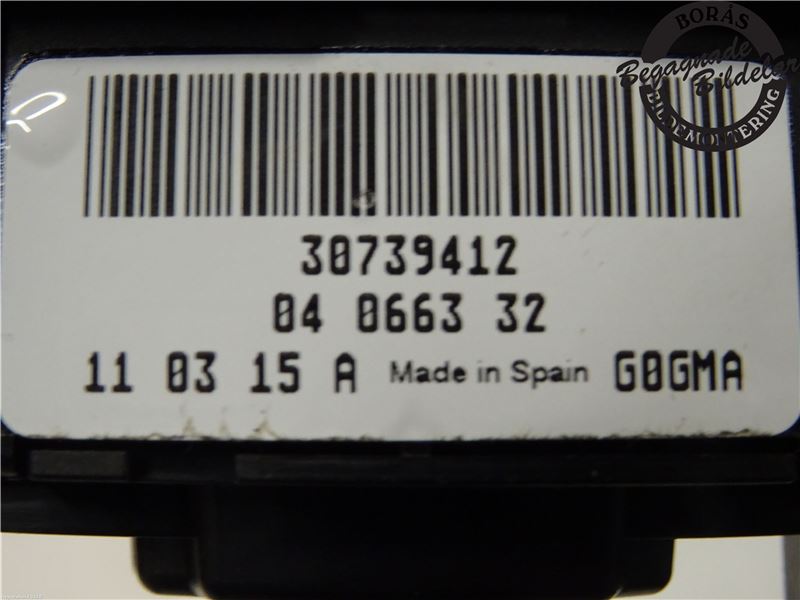 BORÅS
Begagnade
Bildelar
BILDEMONTERING
30739412
04 0663 32
11 03 15 A Made in Spain G0GMA